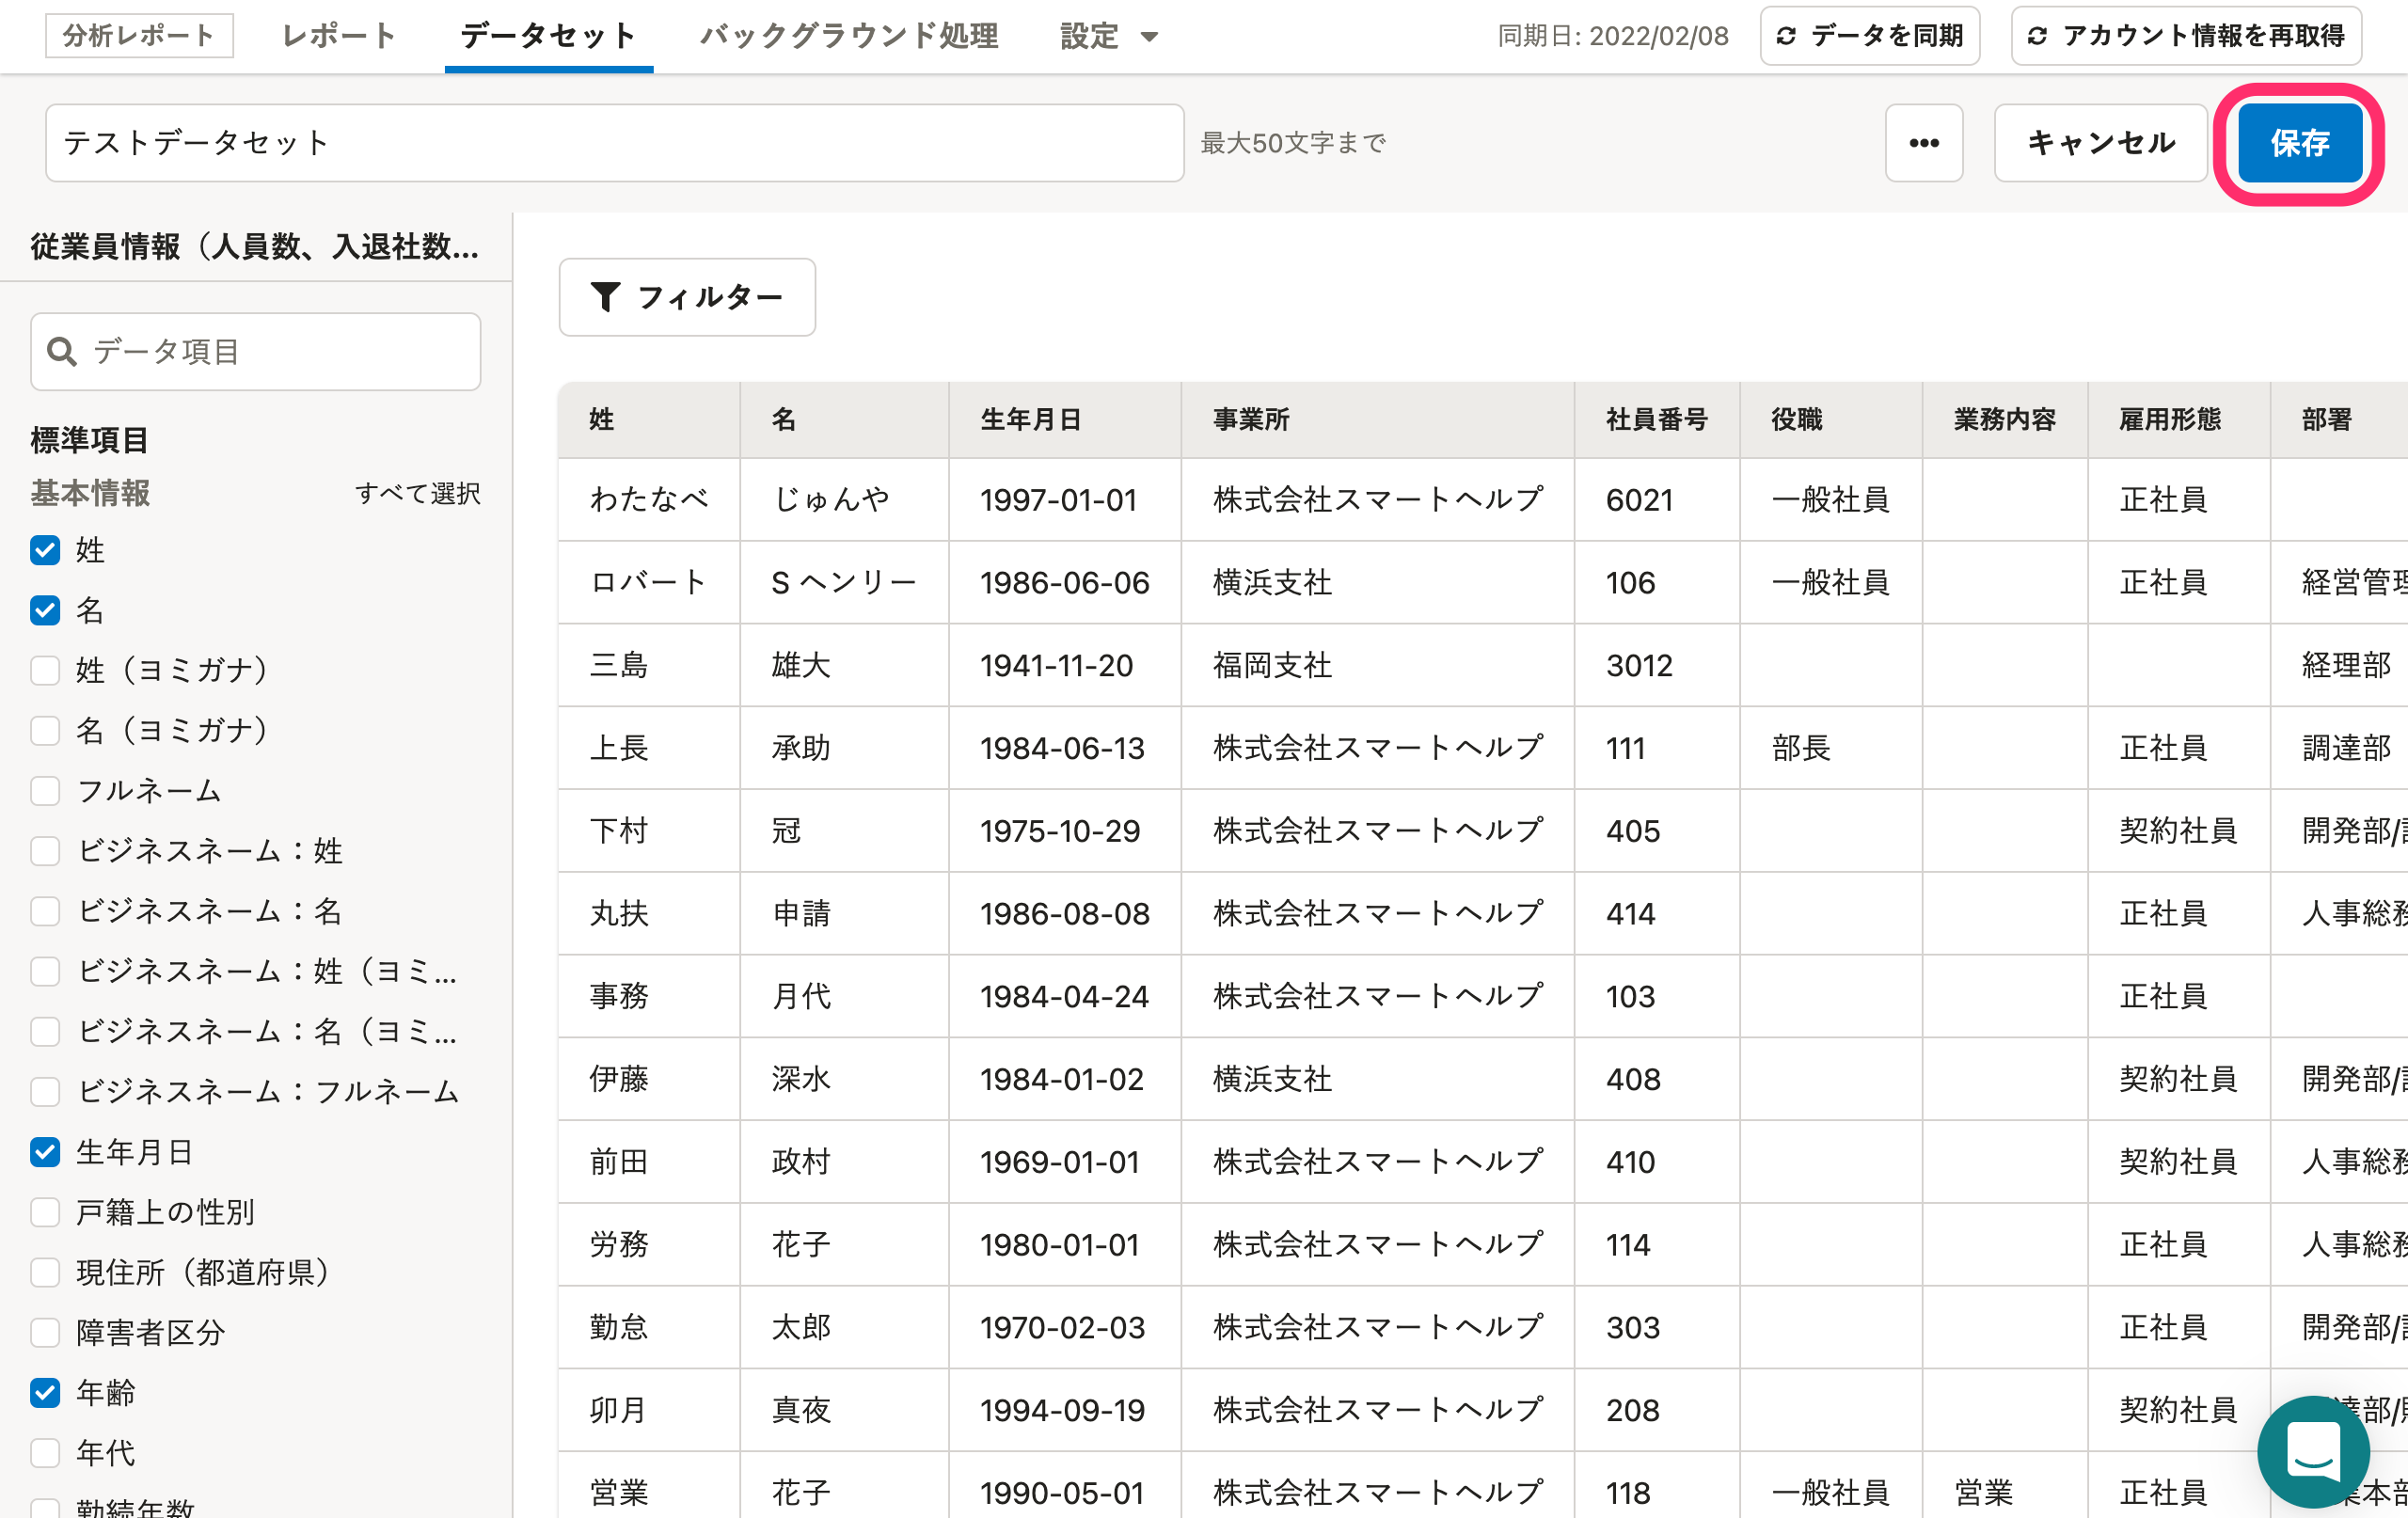 分析レポート レポート データセット バックグラウンド処理 設定 同期日: 2022/02/08 データを同期 アカウント情報を再取得
テストデータセット 最大50文字まで ••• キャンセル 保存
従業員情報（人員数、入退社数...
データ項目
標準項目
基本情報 すべて選択
姓
名
姓（ヨミガナ）
名（ヨミガナ）
フルネーム
ビジネスネーム：姓
ビジネスネーム：名
ビジネスネーム：姓（ヨミ...
ビジネスネーム：名（ヨミ...
ビジネスネーム：フルネーム
生年月日
戸籍上の性別
現住所（都道府県）
障害者区分
年齢
年代
勤続年数
フィルター
姓 名 生年月日 事業所 社員番号 役職 業務内容 雇用形態 部署
わたなべ じゅんや 1997-01-01 株式会社スマートヘルプ 6021 一般社員 正社員
ロバート S ヘンリー 1986-06-06 横浜支社 106 一般社員 正社員 経営管理
三島 雄大 1941-11-20 福岡支社 3012 経理部
上長 承助 1984-06-13 株式会社スマートヘルプ 111 部長 正社員 調達部
下村 冠 1975-10-29 株式会社スマートヘルプ 405 契約社員 開発部/
丸扶 申請 1986-08-08 株式会社スマートヘルプ 414 正社員 人事総務
事務 月代 1984-04-24 株式会社スマートヘルプ 103 正社員
伊藤 深水 1984-01-02 横浜支社 408 契約社員 開発部/
前田 政村 1969-01-01 株式会社スマートヘルプ 410 契約社員 人事総務
労務 花子 1980-01-01 株式会社スマートヘルプ 114 正社員 人事総務
勤怠 太郎 1970-02-03 株式会社スマートヘルプ 303 正社員 開発部/
卯月 真夜 1994-09-19 株式会社スマートヘルプ 208 契約社員 達部/
営業 花子 1990-05-01 株式会社スマートヘルプ 118 一般社員 営業 正社員 本部